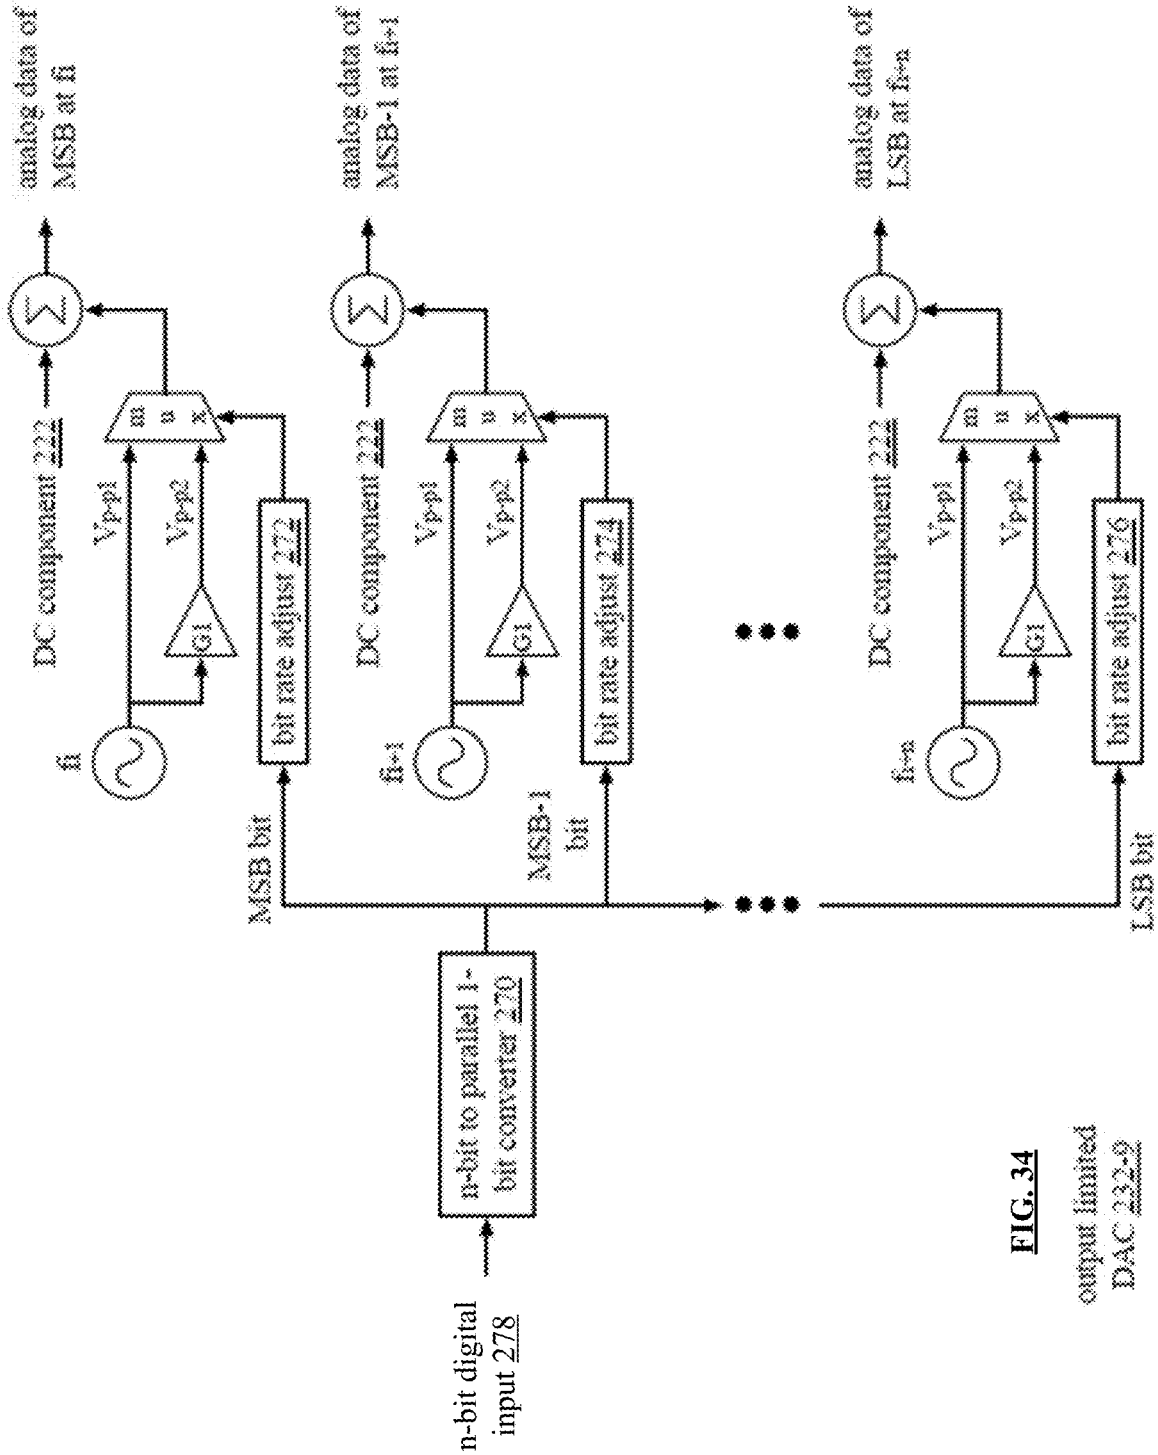 n-bit digital
input 278
n-bit to parallel 1-
bit converter 270
MSB bit
fi
G1
Vp-p1
Vp-p2
m
u
x
bit rate adjust 272
DC component 222
Σ
analog data of
MSB at fi
MSB-1
bit
fi+1
G1
Vp-p1
Vp-p2
m
u
x
bit rate adjust 274
DC component 222
Σ
analog data of
MSB-1 at fi+1
LSB bit
fi+n
G1
Vp-p1
Vp-p2
m
u
x
bit rate adjust 276
DC component 222
Σ
analog data of
LSB at fi+n
FIG. 34
output limited
DAC 232-9